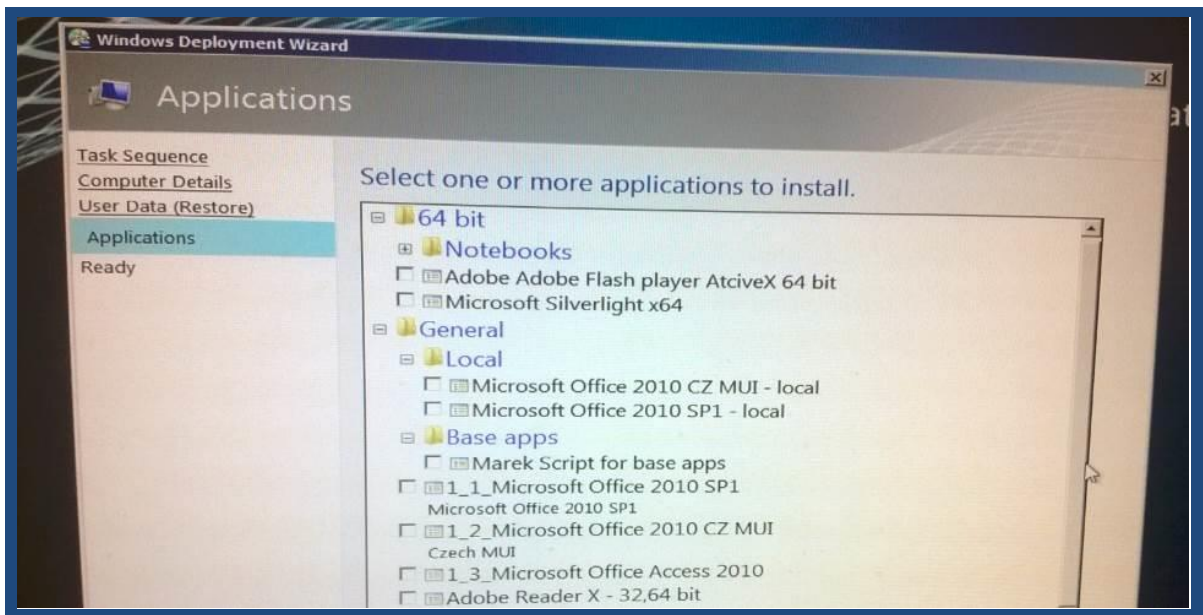 Windows Deployment Wizard
Applications
at
Task Sequence
Computer Details
User Data (Restore)
Applications
Ready
Select one or more applications to install.
64 bit
Notebooks
Adobe Adobe Flash player AtciveX 64 bit
Microsoft Silverlight x64
General
Local
Microsoft Office 2010 CZ MUI - local
Microsoft Office 2010 SP1 - local
Base apps
Marek Script for base apps
1_1_Microsoft Office 2010 SP1
Microsoft Office 2010 SP1
1_2_Microsoft Office 2010 CZ MUI
Czech MUI
1_3_Microsoft Office Access 2010
Adobe Reader X - 32,64 bit